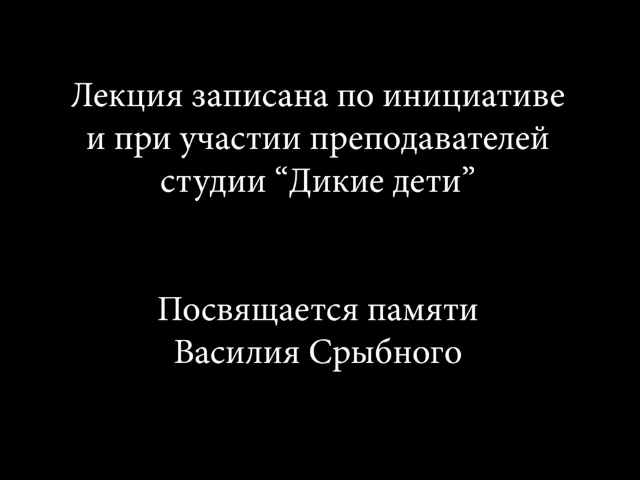 Лекция записана по инициативе
и при участии преподавателей
студии “Дикие дети”
Посвящается памяти
Василия Срыбного